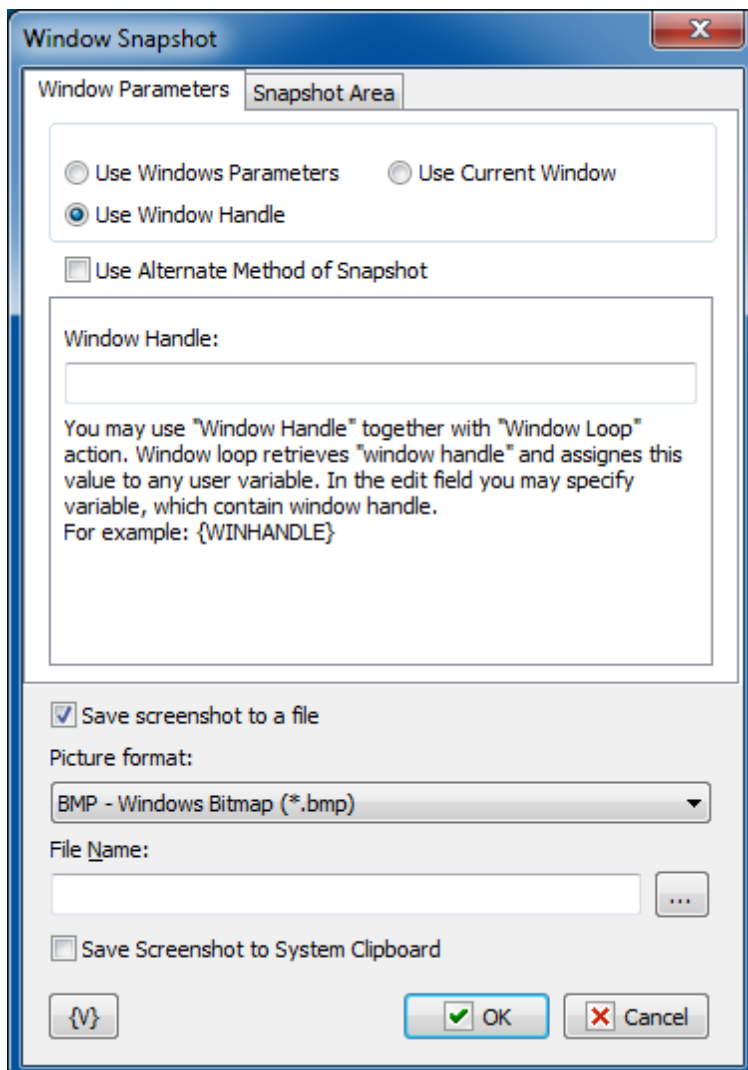 Window Snapshot
Window Parameters
Snapshot Area
Use Windows Parameters
Use Current Window
Use Window Handle
Use Alternate Method of Snapshot
Window Handle:
You may use "Window Handle" together with "Window Loop"
action. Window loop retrieves "window handle" and assignes this
value to any user variable. In the edit field you may specify
variable, which contain window handle.
For example: {WINHANDLE}
Save screenshot to a file
Picture format:
BMP - Windows Bitmap (*.bmp)
File Name:
...
Save Screenshot to System Clipboard
{V}
OK
Cancel